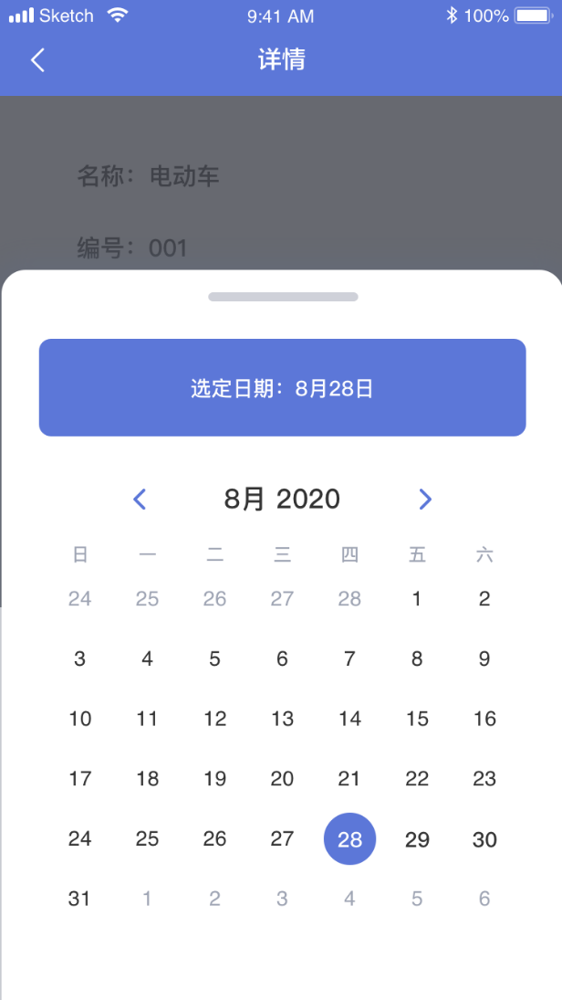 Sketch 9:41 AM 100%
详情
名称：电动车
编号：001
选定日期：8月28日
8月 2020
日 一 二 三 四 五 六
24 25 26 27 28 1 2
3 4 5 6 7 8 9
10 11 12 13 14 15 16
17 18 19 20 21 22 23
24 25 26 27 28 29 30
31 1 2 3 4 5 6